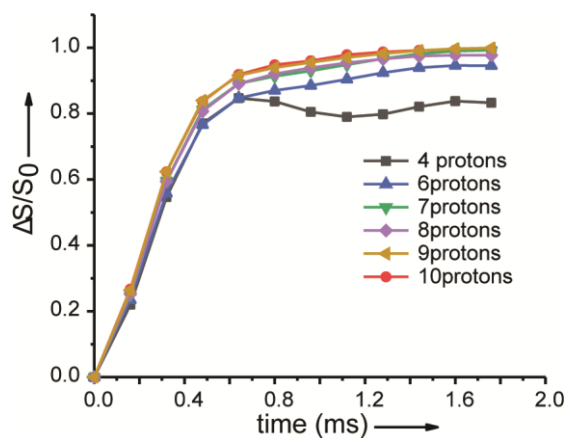 1.0
0.8
0.6
0.4
0.2
0.0
ΔS/S0
0.0 0.4 0.8 1.2 1.6 2.0
time (ms)
4 protons
6protons
7protons
8protons
9protons
10protons